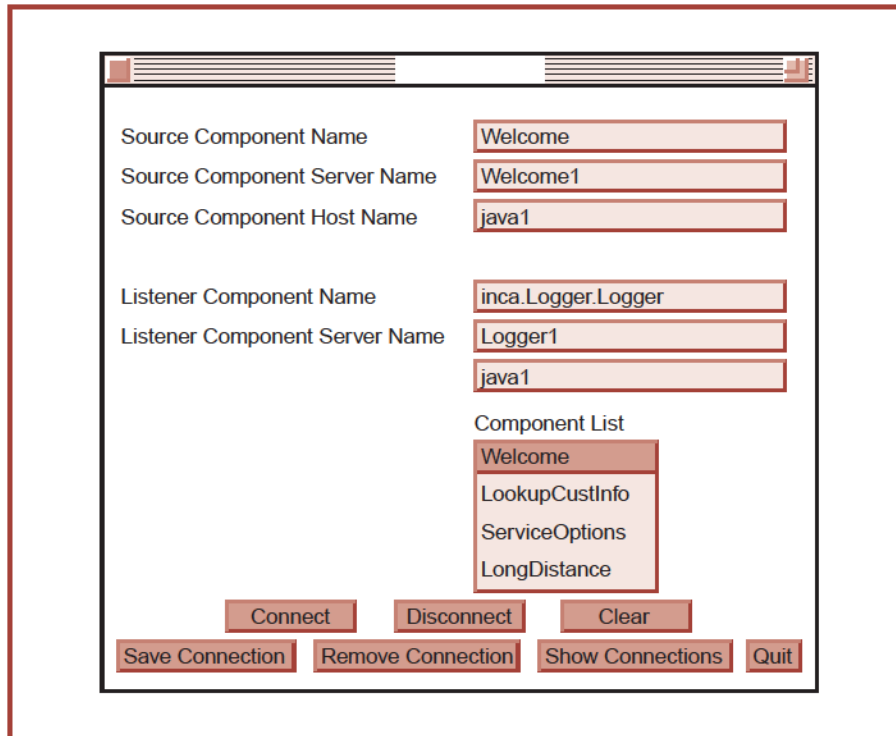 Source Component Name Welcome
Source Component Server Name Welcome1
Source Component Host Name java1
Listener Component Name inca.Logger.Logger
Listener Component Server Name Logger1
java1
Component List
Welcome
LookupCustInfo
ServiceOptions
LongDistance
Connect Disconnect Clear
Save Connection Remove Connection Show Connections Quit